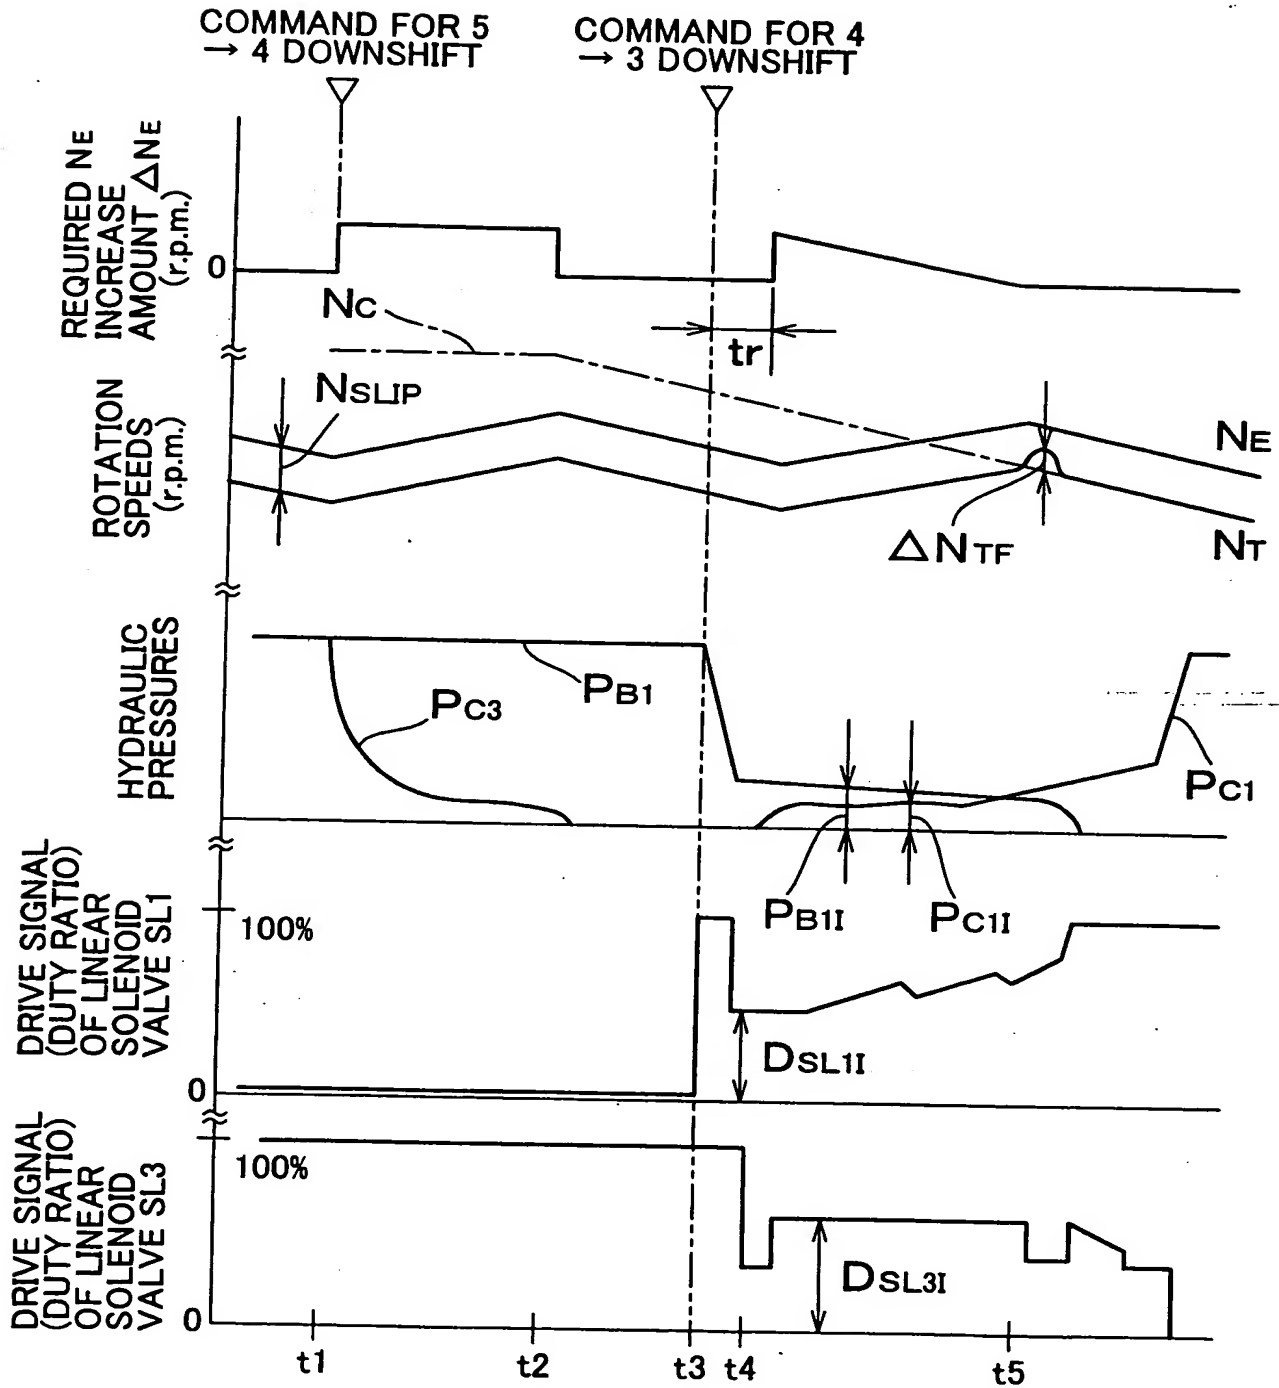 COMMAND FOR 5
→ 4 DOWNSHIFT
COMMAND FOR 4
→ 3 DOWNSHIFT
REQUIRED NE
INCREASE
AMOUNT ΔNE
(r.p.m.)
0
NC
tr
ROTATION
SPEEDS
(r.p.m.)
NSLIP
NE
ΔNTF
NT
HYDRAULIC
PRESSURES
PC3
PB1
PC1
PB1I
PC1I
DRIVE SIGNAL
(DUTY RATIO)
OF LINEAR
SOLENOID
VALVE SL1
100%
DSL1I
0
DRIVE SIGNAL
(DUTY RATIO)
OF LINEAR
SOLENOID
VALVE SL3
100%
DSL3I
0
t1
t2
t3
t4
t5